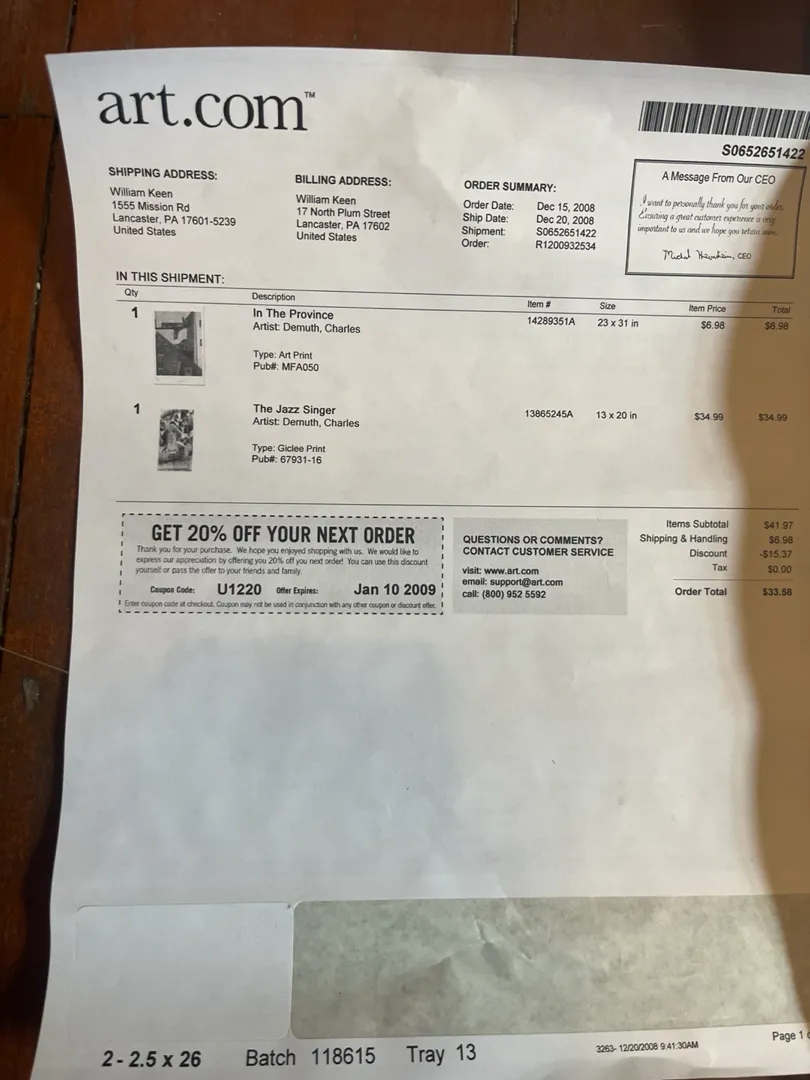 art.com™
S0652651422
SHIPPING ADDRESS:
William Keen
1555 Mission Rd
Lancaster, PA 17601-5239
United States
BILLING ADDRESS:
William Keen
17 North Plum Street
Lancaster, PA 17602
United States
ORDER SUMMARY:
Order Date: Dec 15, 2008
Ship Date: Dec 20, 2008
Shipment: S0652651422
Order: R1200932534
A Message From Our CEO
I want to personally thank you for your order.
Ensuring a great customer experience is very
important to us and we hope you return soon.
, CEO
IN THIS SHIPMENT:
Qty Description Item # Size Item Price Total
1 In The Province 14289351A 23 x 31 in $6.98 $6.98
Artist: Demuth, Charles
Type: Art Print
Pub#: MFA050
1 The Jazz Singer 13865245A 13 x 20 in $34.99 $34.99
Artist: Demuth, Charles
Type: Giclee Print
Pub#: 67931-16
GET 20% OFF YOUR NEXT ORDER
Thank you for your purchase. We hope you enjoyed shopping with us. We would like to
express our appreciation by offering you 20% off you next order! You can use this discount
yourself or pass the offer to your friends and family.
Coupon Code: U1220 Offer Expires: Jan 10 2009
Enter coupon code at checkout. Coupon may not be used in conjunction with any other coupon or discount offer.
QUESTIONS OR COMMENTS?
CONTACT CUSTOMER SERVICE
visit: www.art.com
email: support@art.com
call: (800) 952 5592
Items Subtotal $41.97
Shipping & Handling $6.98
Discount -$15.37
Tax $0.00
Order Total $33.58
2 - 2.5 x 26 Batch 118615 Tray 13
3263- 12/20/2008 9:41:30AM
Page 1